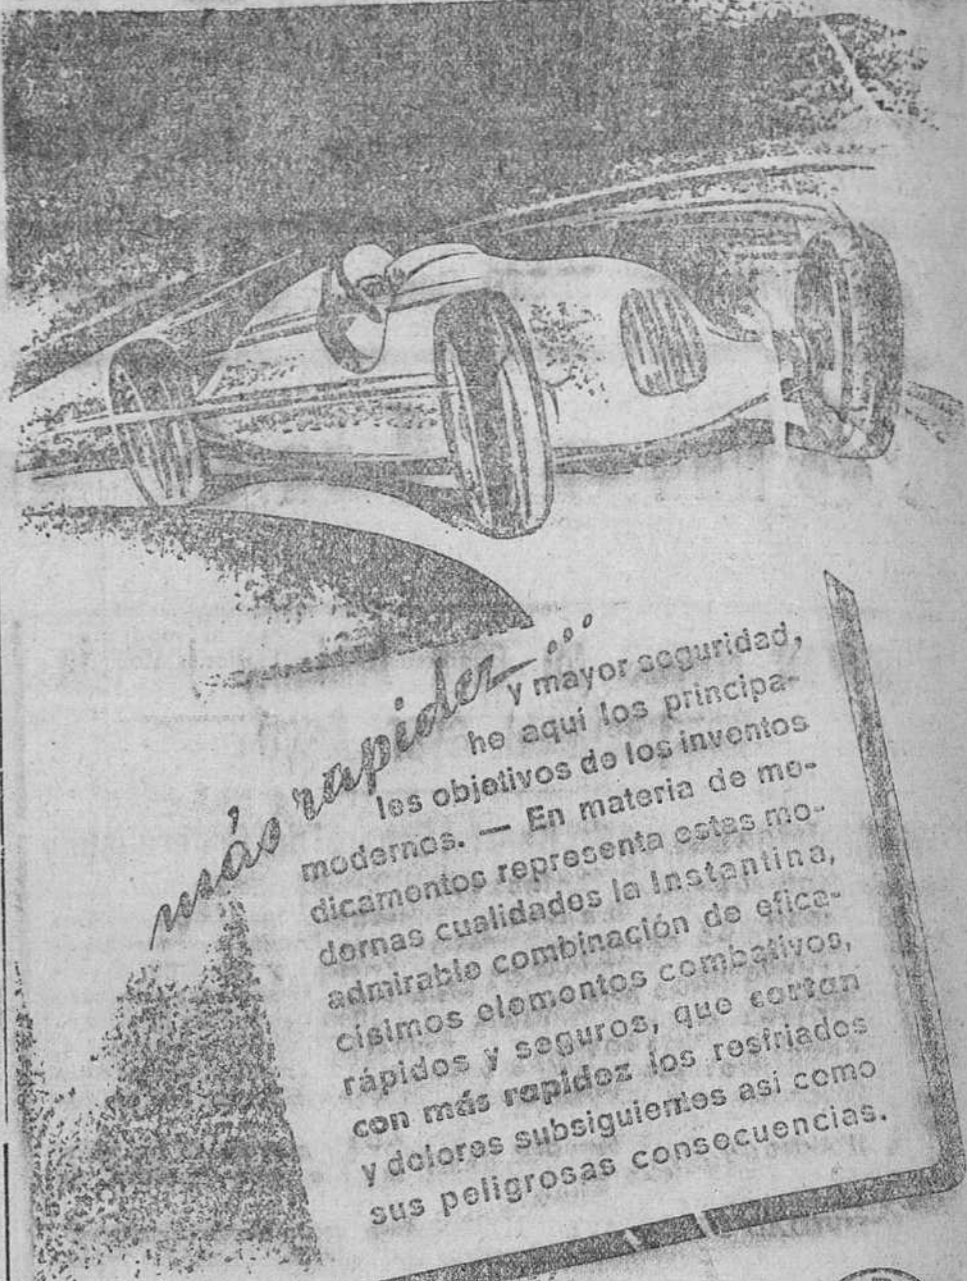 más rapidez...
y mayor seguridad,
he aquí los principa-
les objetivos de los inventos
modernos. — En materia de me-
dicamentos representa estas mo-
dernas cualidades la Instantina,
admirable combinación de efica-
císimos elementos combativos,
rápidos y seguros, que cortan
con más rapidez los resfriados
y dolores subsiguientes así como
sus peligrosas consecuencias.